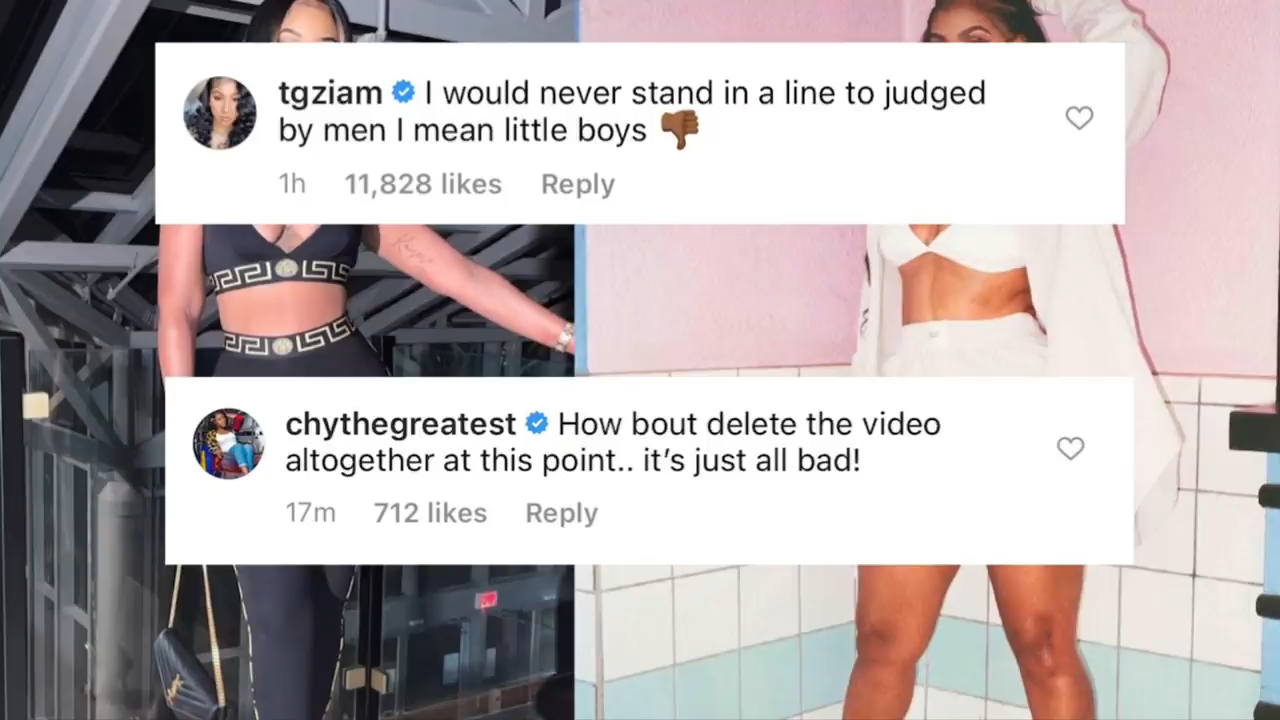 tgziam I would never stand in a line to judged
by men I mean little boys 👎🏾
1h 11,828 likes Reply
chythegreatest How bout delete the video
altogether at this point.. it's just all bad!
17m 712 likes Reply